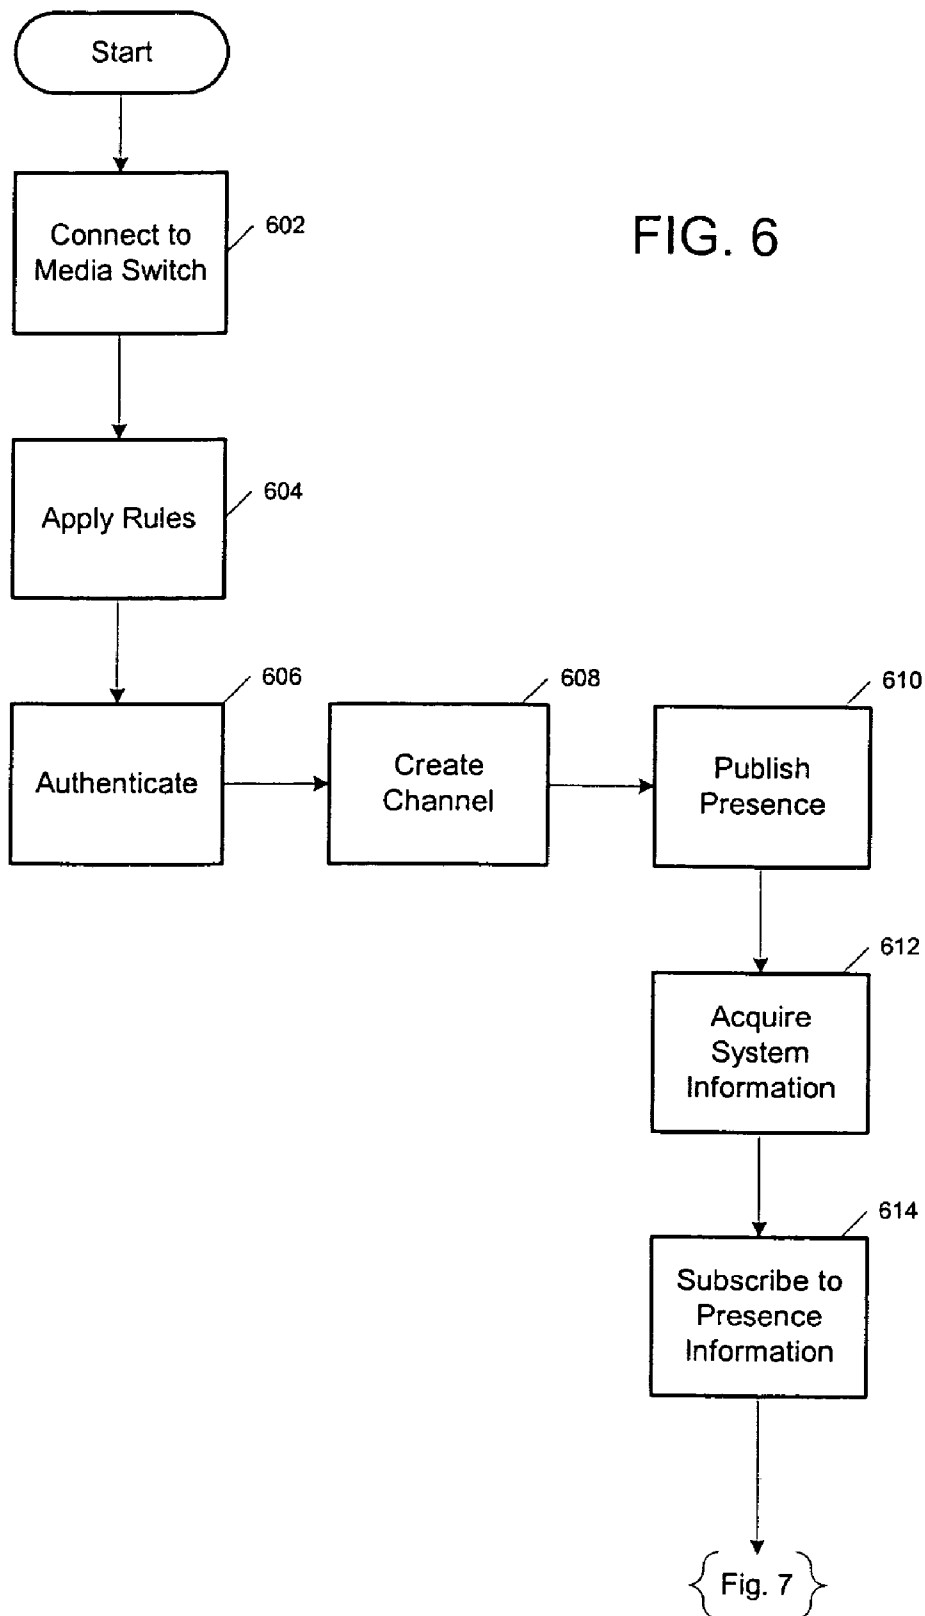 Start
Connect to
Media Switch
602
FIG. 6
Apply Rules
604
Authenticate
606
Create
Channel
608
Publish
Presence
610
Acquire
System
Information
612
Subscribe to
Presence
Information
614
{Fig. 7}